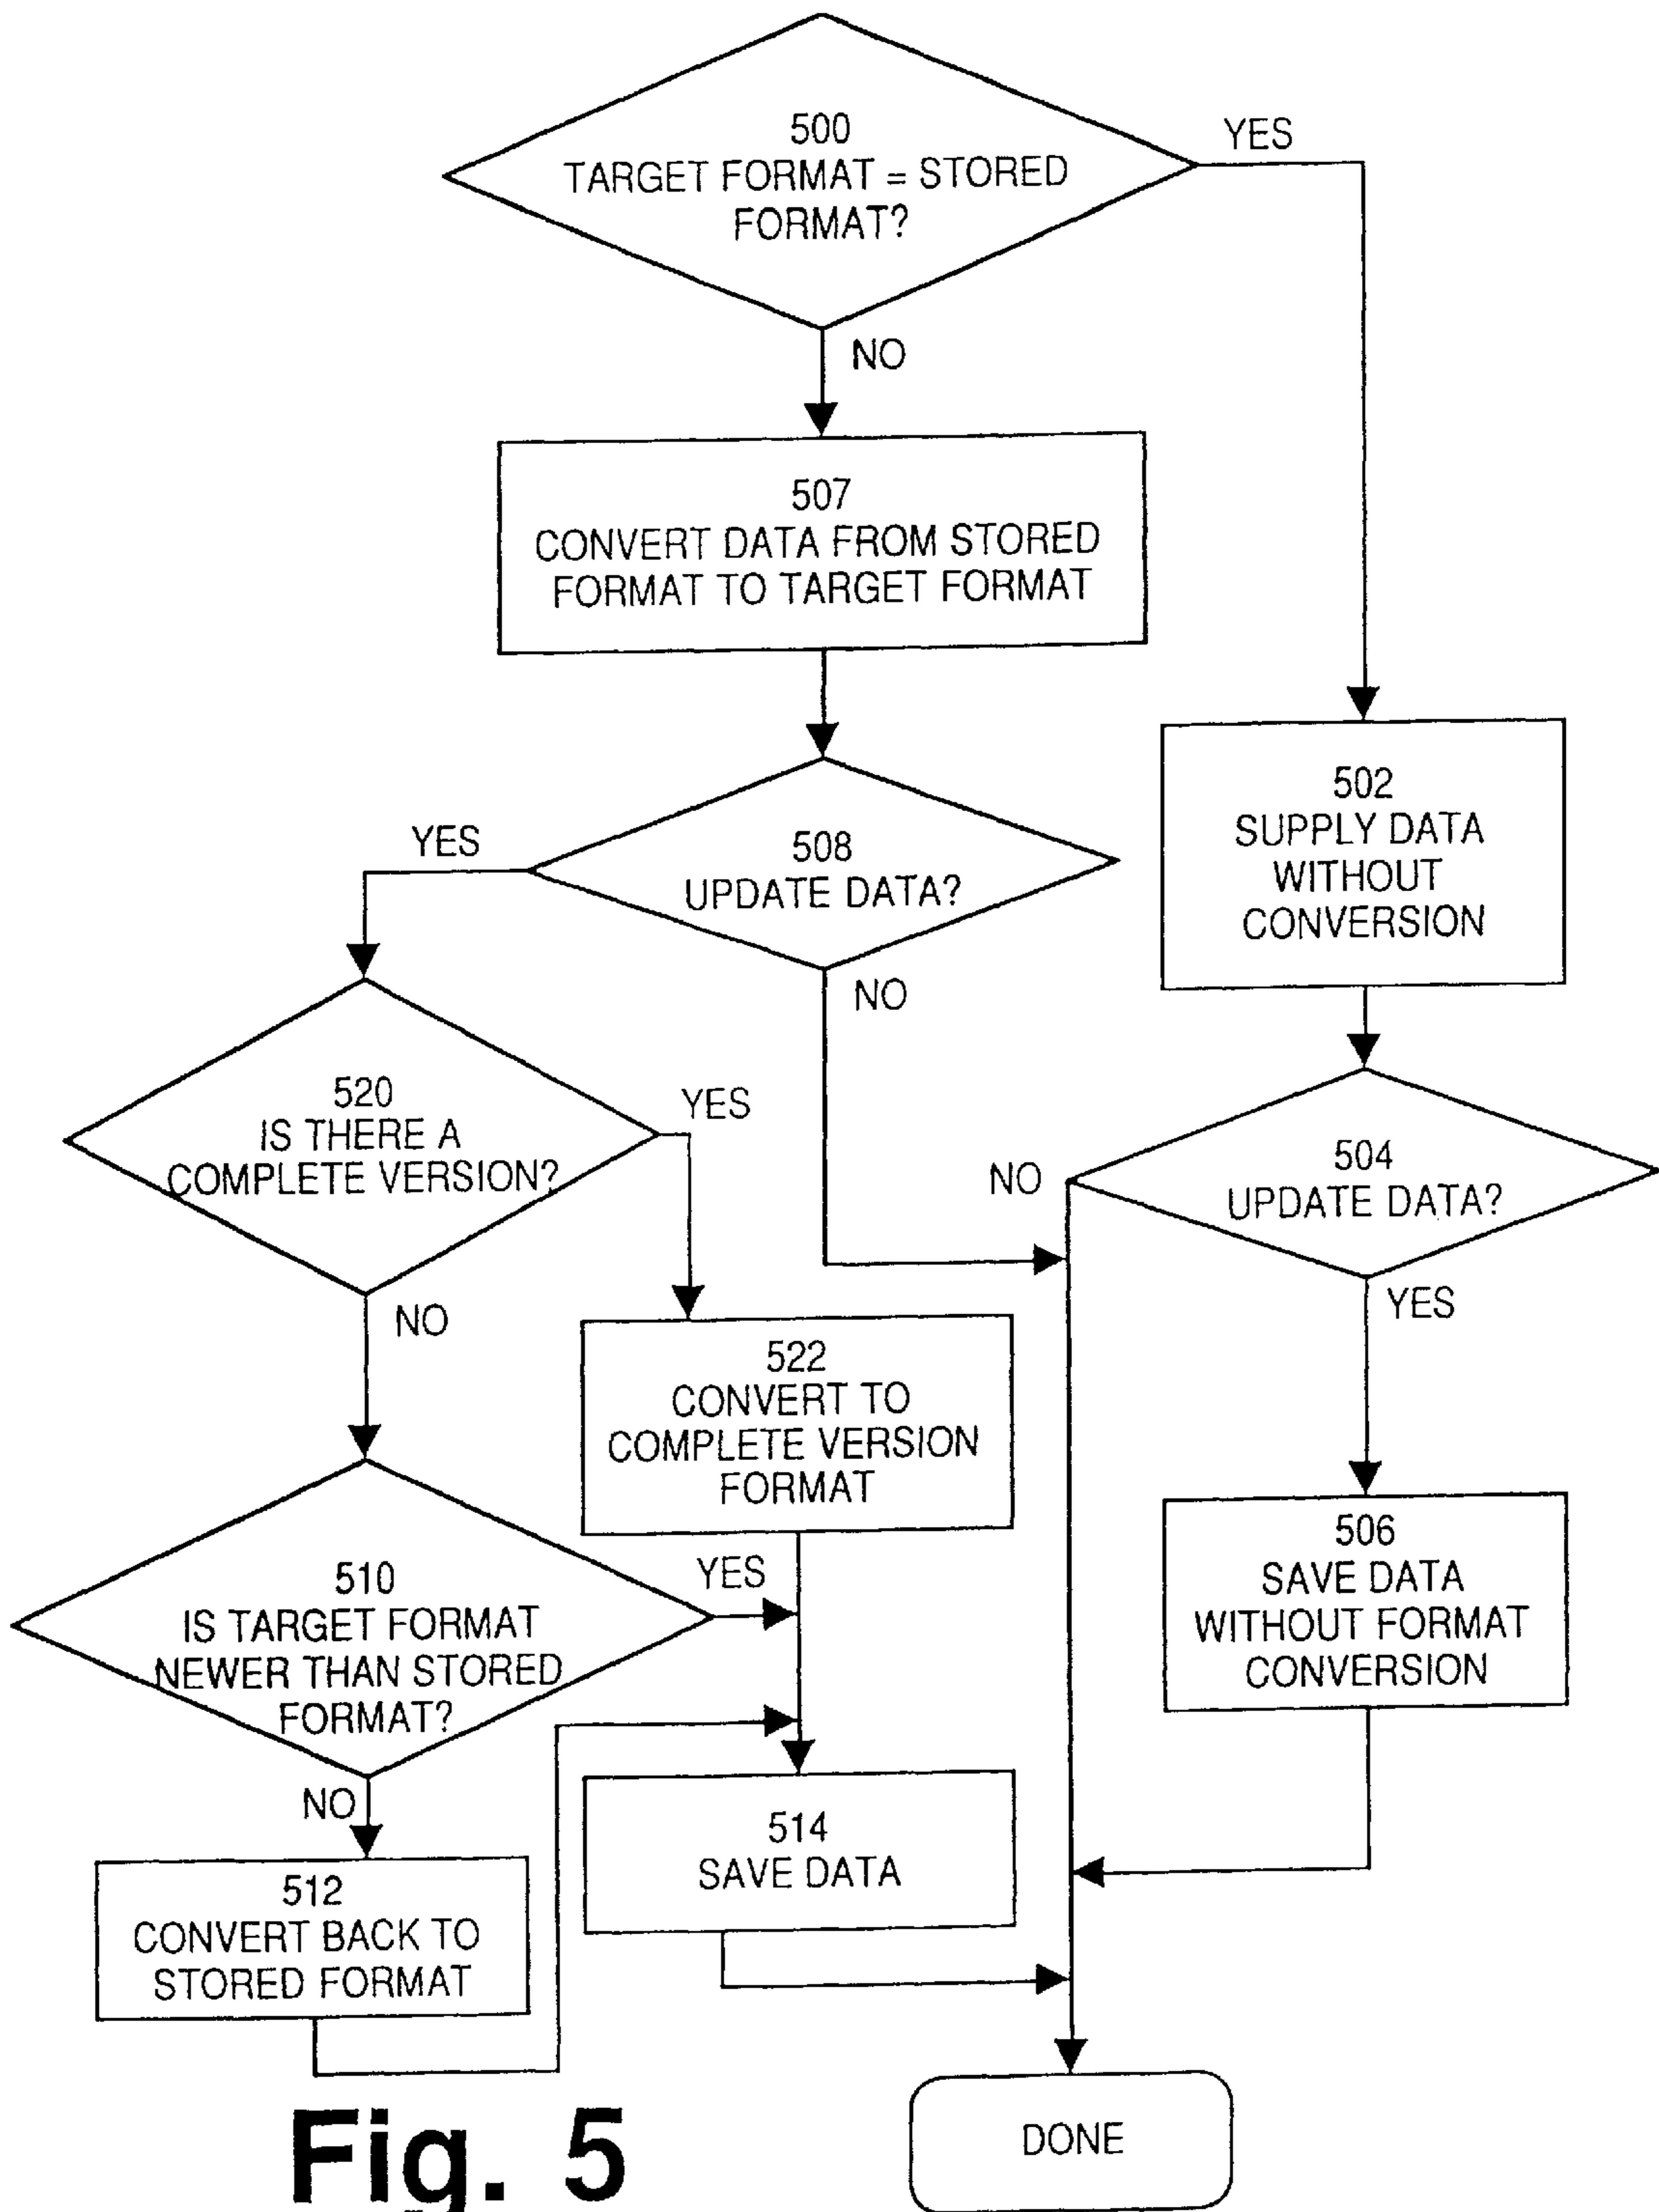 500
TARGET FORMAT = STORED
FORMAT?
YES
NO
507
CONVERT DATA FROM STORED
FORMAT TO TARGET FORMAT
502
SUPPLY DATA
WITHOUT
CONVERSION
YES
508
UPDATE DATA?
NO
520
IS THERE A
COMPLETE VERSION?
YES
NO
504
UPDATE DATA?
NO
YES
522
CONVERT TO
COMPLETE VERSION
FORMAT
506
SAVE DATA
WITHOUT FORMAT
CONVERSION
510
IS TARGET FORMAT
NEWER THAN STORED
FORMAT?
YES
NO
514
SAVE DATA
512
CONVERT BACK TO
STORED FORMAT
DONE
Fig. 5